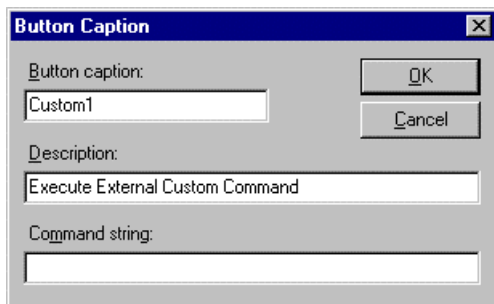 Button Caption
Button caption:
OK
Custom1
Cancel
Description:
Execute External Custom Command
Command string: